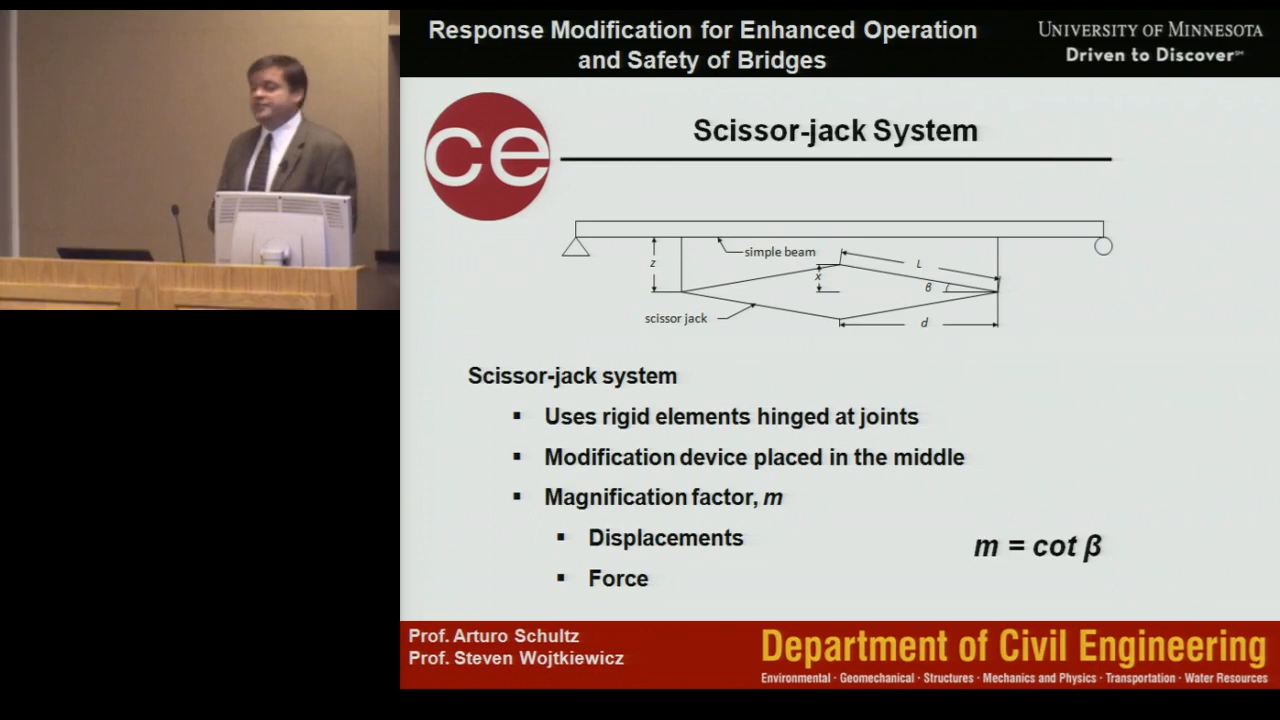 Response Modification for Enhanced Operation
and Safety of Bridges
UNIVERSITY OF MINNESOTA
Driven to Discover℠
ce
Scissor-jack System
simple beam
z
x
L
β
scissor jack
d
Scissor-jack system
▪ Uses rigid elements hinged at joints
▪ Modification device placed in the middle
▪ Magnification factor, m
▪ Displacements
m = cot β
▪ Force
Prof. Arturo Schultz
Prof. Steven Wojtkiewicz
Department of Civil Engineering
Environmental · Geomechanical · Structures · Mechanics and Physics · Transportation · Water Resources